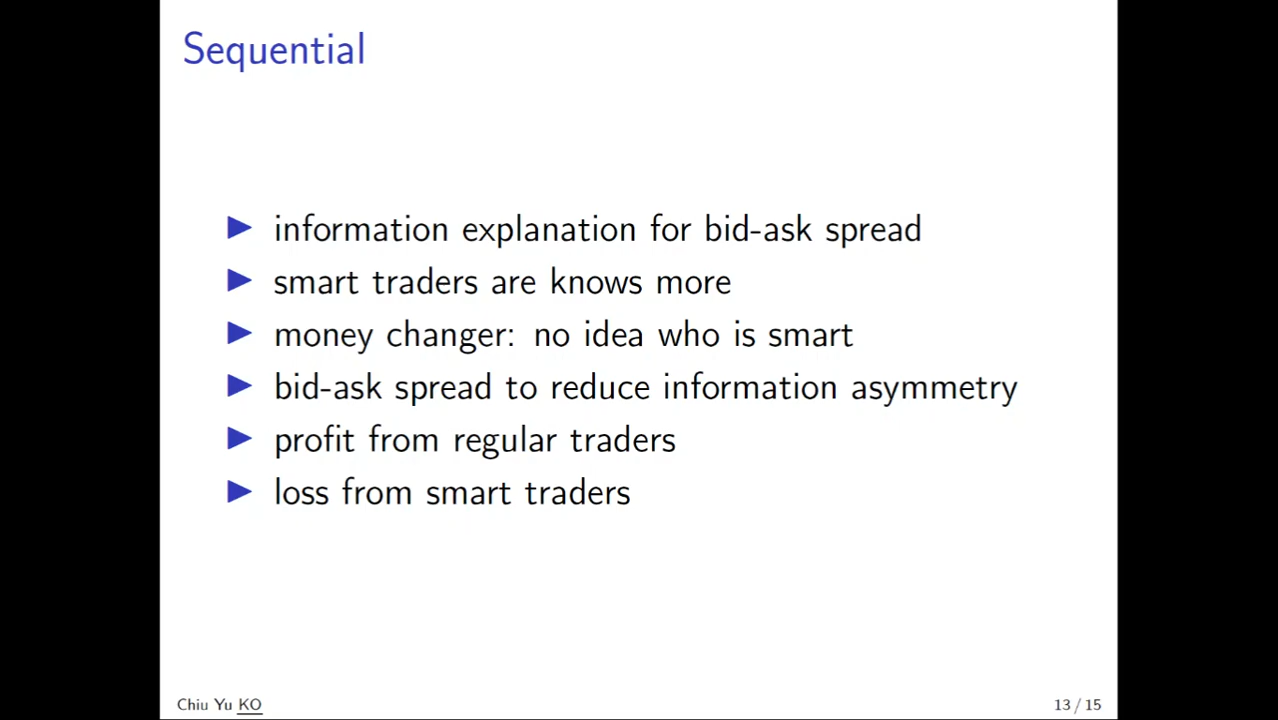 Sequential
information explanation for bid-ask spread
smart traders are knows more
money changer: no idea who is smart
bid-ask spread to reduce information asymmetry
profit from regular traders
loss from smart traders
Chiu Yu KO
13 / 15